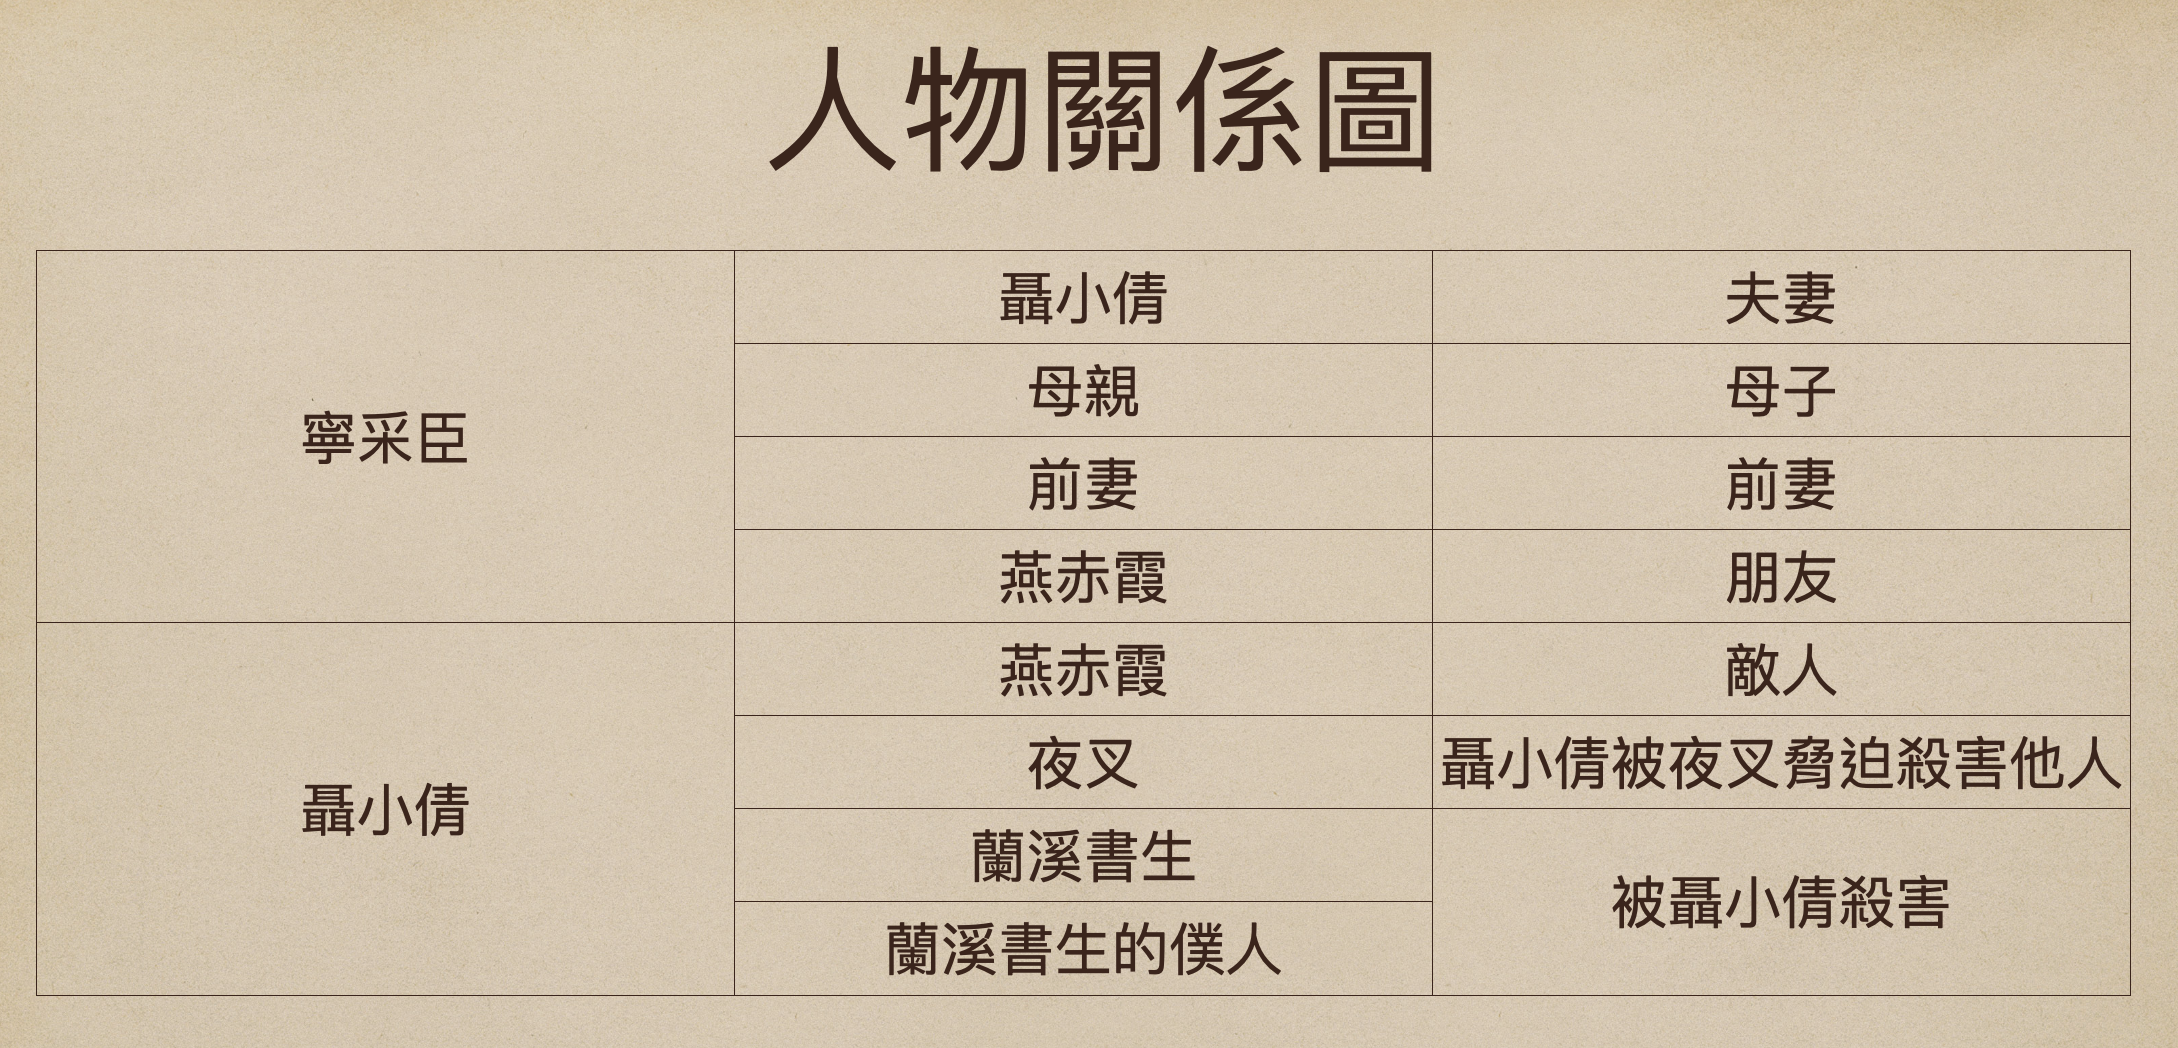 人物關係圖
寧采臣
聶小倩
夫妻
母親
母子
前妻
前妻
燕赤霞
朋友
聶小倩
燕赤霞
敵人
夜叉
聶小倩被夜叉脅迫殺害他人
蘭溪書生
被聶小倩殺害
蘭溪書生的僕人